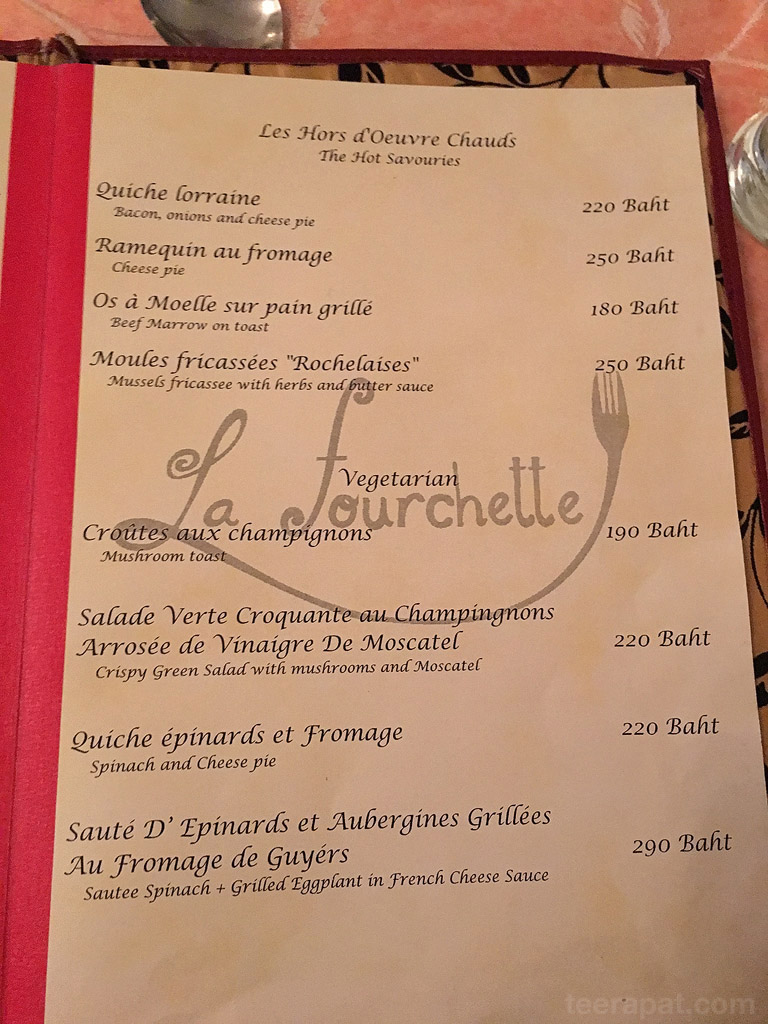 Les Hors d'Oeuvre Chauds
The Hot Savouries
Quiche lorraine 220 Baht
Bacon, onions and cheese pie
Ramequin au fromage 250 Baht
Cheese pie
Os à Moelle sur pain grillé 180 Baht
Beef Marrow on toast
Moules fricassées "Rochelaises" 250 Baht
Mussels fricassee with herbs and butter sauce
Vegetarian
La fourchette
Croûtes aux champignons 190 Baht
Mushroom toast
Salade Verte Croquante au Champingnons
Arrosée de Vinaigre De Moscatel 220 Baht
Crispy Green Salad with mushrooms and Moscatel
Quiche épinards et Fromage 220 Baht
Spinach and Cheese pie
Sauté D' Epinards et Aubergines Grillées
Au Fromage de Guyérs 290 Baht
Sautee Spinach + Grilled Eggplant in French Cheese Sauce
teerapat.com